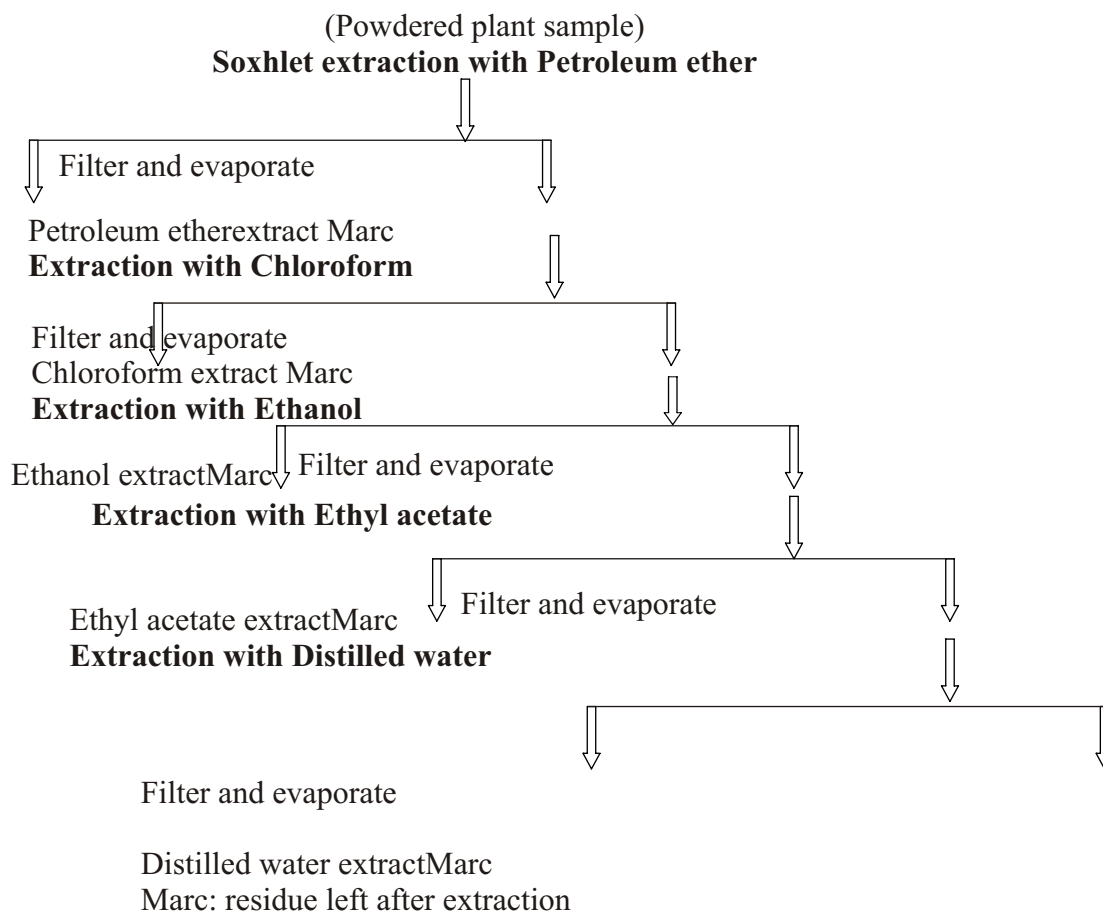 (Powdered plant sample)
Soxhlet extraction with Petroleum ether
Filter and evaporate
Petroleum etherextract Marc
Extraction with Chloroform
Filter and evaporate
Chloroform extract Marc
Extraction with Ethanol
Ethanol extractMarc
Filter and evaporate
Extraction with Ethyl acetate
Filter and evaporate
Ethyl acetate extractMarc
Extraction with Distilled water
Filter and evaporate
Distilled water extractMarc
Marc: residue left after extraction